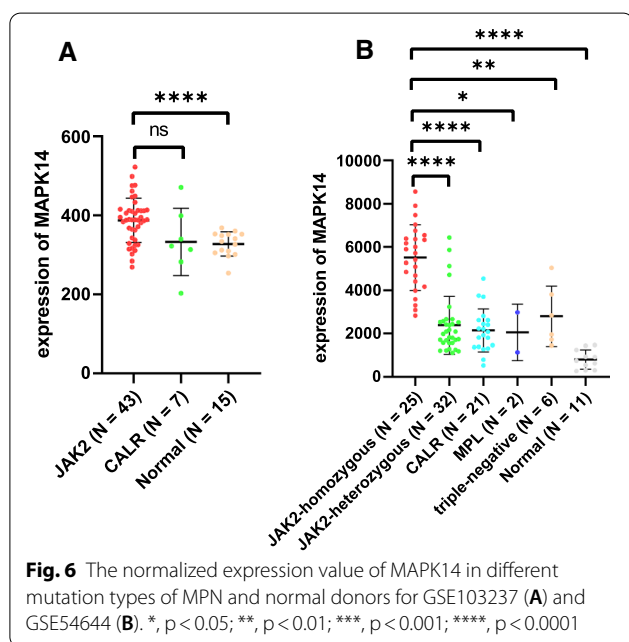 A
****
ns
600
400
200
0
expression of MAPK14
JAK2 (N = 43)
CALR (N = 7)
Normal (N = 15)
B
****
**
*
****
****
10000
8000
6000
4000
2000
0
expression of MAPK14
JAK2-homozygous (N = 25)
JAK2-heterozygous (N = 32)
CALR (N = 21)
MPL (N = 2)
triple-negative (N = 6)
Normal (N = 11)
Fig. 6 The normalized expression value of MAPK14 in different
mutation types of MPN and normal donors for GSE103237 (A) and
GSE54644 (B). *, p < 0.05; **, p < 0.01; ***, p < 0.001; ****, p < 0.0001